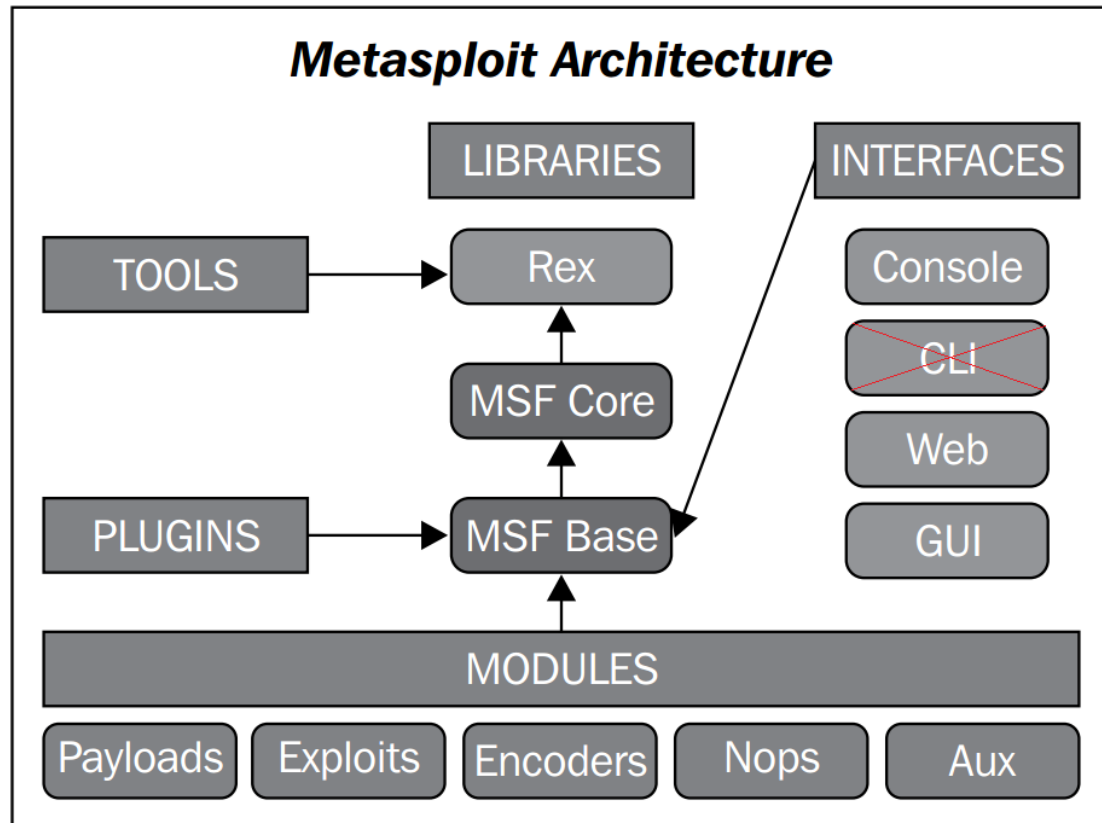 Metasploit Architecture
LIBRARIES
INTERFACES
TOOLS
Rex
Console
CLI
MSF Core
Web
PLUGINS
MSF Base
GUI
MODULES
Payloads
Exploits
Encoders
Nops
Aux